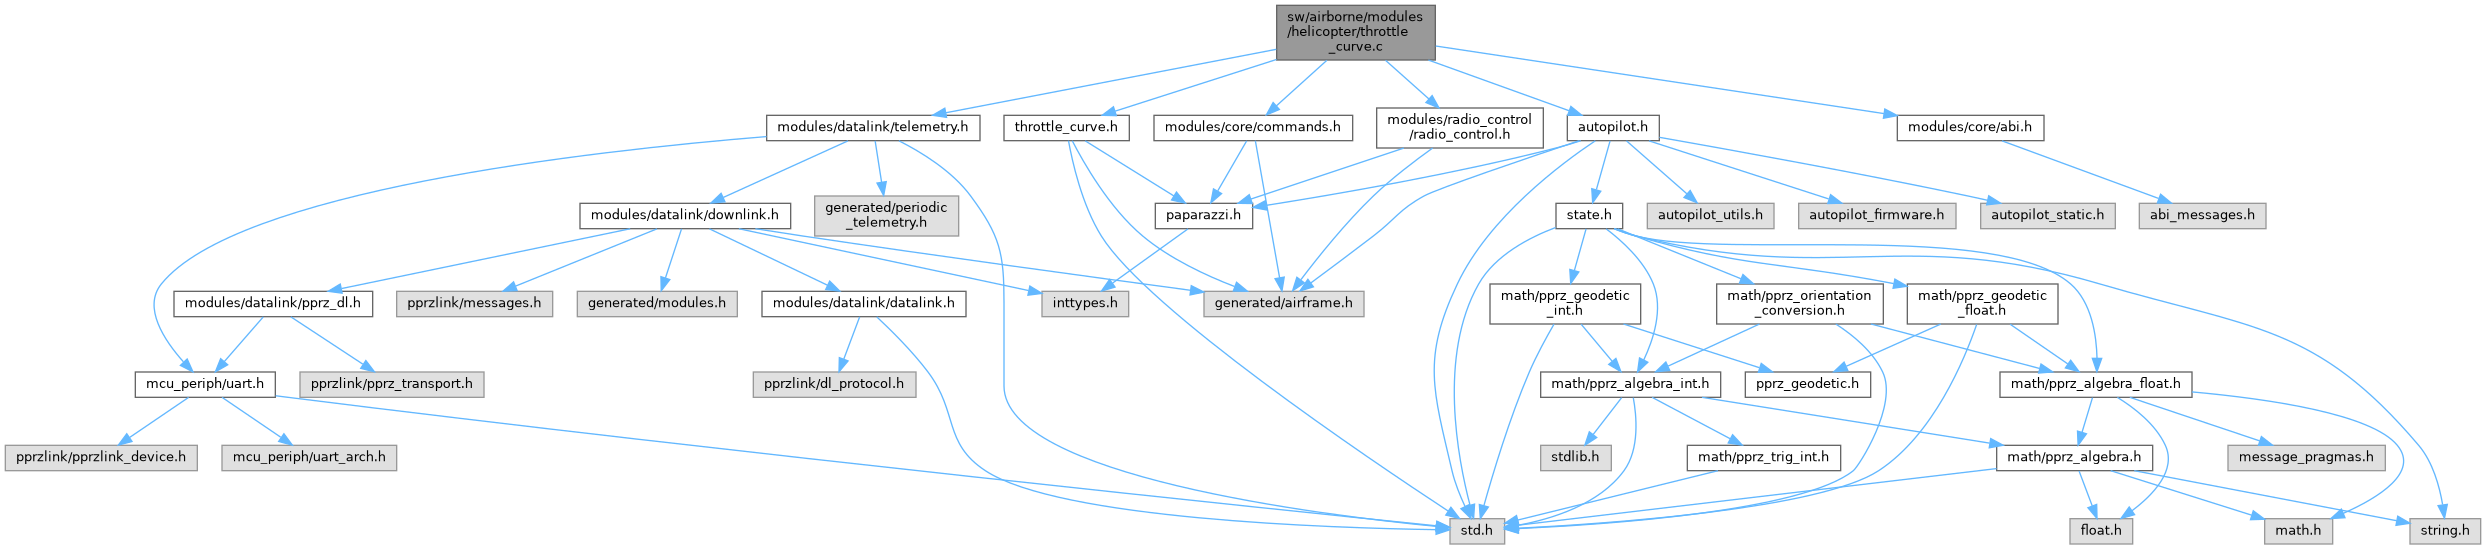 sw/airborne/modules
/helicopter/throttle
_curve.c
modules/datalink/telemetry.h
throttle_curve.h
modules/core/commands.h
modules/radio_control
/radio_control.h
autopilot.h
modules/core/abi.h
modules/datalink/downlink.h
generated/periodic
_telemetry.h
paparazzi.h
state.h
autopilot_utils.h
autopilot_firmware.h
autopilot_static.h
abi_messages.h
modules/datalink/pprz_dl.h
pprzlink/messages.h
generated/modules.h
modules/datalink/datalink.h
inttypes.h
generated/airframe.h
math/pprz_geodetic
_int.h
math/pprz_orientation
_conversion.h
math/pprz_geodetic
_float.h
mcu_periph/uart.h
pprzlink/pprz_transport.h
pprzlink/dl_protocol.h
math/pprz_algebra_int.h
pprz_geodetic.h
math/pprz_algebra_float.h
pprzlink/pprzlink_device.h
mcu_periph/uart_arch.h
stdlib.h
math/pprz_trig_int.h
math/pprz_algebra.h
message_pragmas.h
std.h
float.h
math.h
string.h